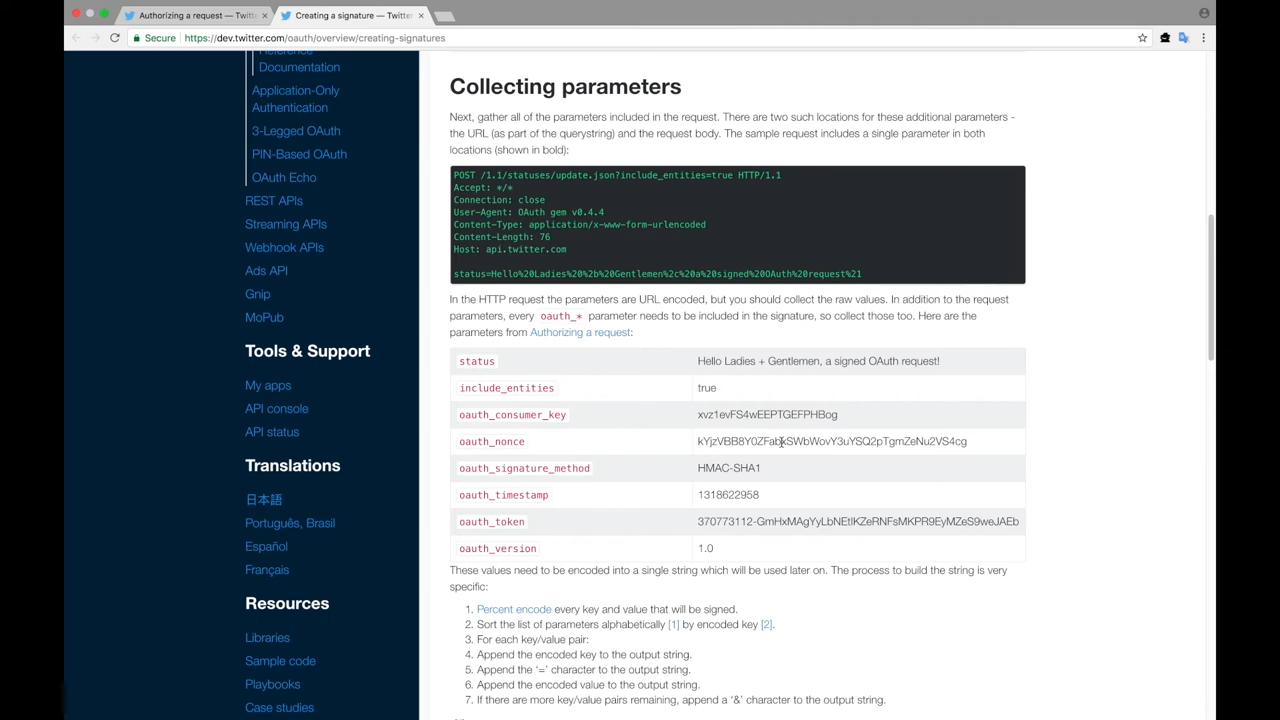 Authorizing a request — Twitte
Creating a signature — Twitte
Secure
https://dev.twitter.com/oauth/overview/creating-signatures
Reference
Documentation
Application-Only
Authentication
3-Legged OAuth
PIN-Based OAuth
OAuth Echo
REST APIs
Streaming APIs
Webhook APIs
Ads API
Gnip
MoPub
Tools & Support
My apps
API console
API status
Translations
日本語
Português, Brasil
Español
Français
Resources
Libraries
Sample code
Playbooks
Case studies
Collecting parameters
Next, gather all of the parameters included in the request. There are two such locations for these additional parameters -
the URL (as part of the querystring) and the request body. The sample request includes a single parameter in both
locations (shown in bold):
POST /1.1/statuses/update.json?include_entities=true HTTP/1.1
Accept: */*
Connection: close
User-Agent: OAuth gem v0.4.4
Content-Type: application/x-www-form-urlencoded
Content-Length: 76
Host: api.twitter.com
status=Hello%20Ladies%20%2b%20Gentlemen%2c%20a%20signed%20OAuth%20request%21
In the HTTP request the parameters are URL encoded, but you should collect the raw values. In addition to the request
parameters, every oauth_* parameter needs to be included in the signature, so collect those too. Here are the
parameters from Authorizing a request:
status Hello Ladies + Gentlemen, a signed OAuth request!
include_entities true
oauth_consumer_key xvz1evFS4wEEPTGEFPHBog
oauth_nonce kYjzVBB8Y0ZFabxSWbWovY3uYSQ2pTgmZeNu2VS4cg
oauth_signature_method HMAC-SHA1
oauth_timestamp 1318622958
oauth_token 370773112-GmHxMAgYyLbNEtIKZeRNFsMKPR9EyMZeS9weJAEb
oauth_version 1.0
These values need to be encoded into a single string which will be used later on. The process to build the string is very
specific:
1. Percent encode every key and value that will be signed.
2. Sort the list of parameters alphabetically [1] by encoded key [2].
3. For each key/value pair:
4. Append the encoded key to the output string.
5. Append the ‘=’ character to the output string.
6. Append the encoded value to the output string.
7. If there are more key/value pairs remaining, append a ‘&’ character to the output string.